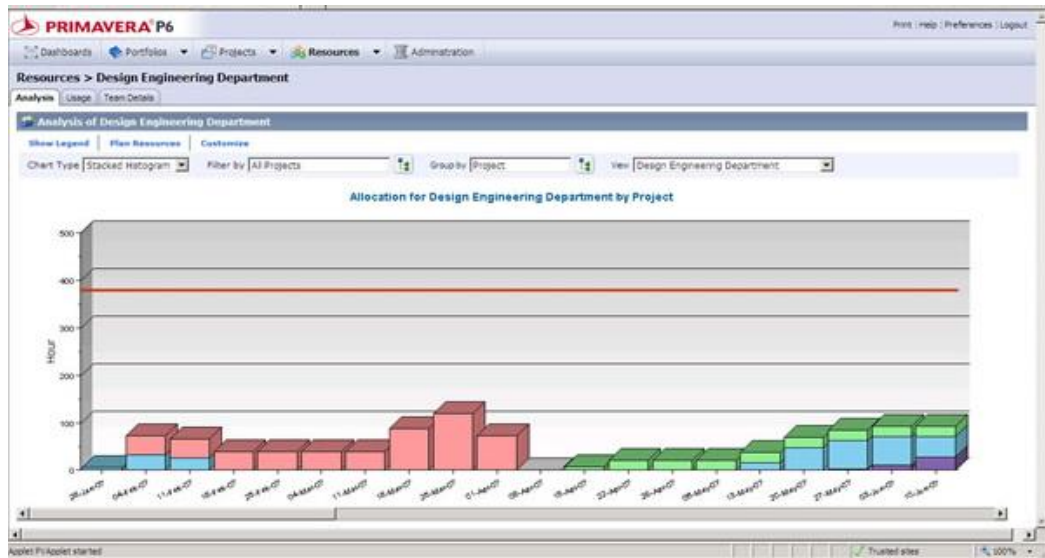 PRIMAVERA P6
Print | Help | Preferences | Logout
Dashboards Portfolios Projects Resources Administration
Resources > Design Engineering Department
Analysis Usage Team Details
Analysis of Design Engineering Department
Show Legend Plan Resources Customize
Chart Type Stacked Histogram Filter by All Projects Group by Project View Design Engineering Department
Allocation for Design Engineering Department by Project
500
400
300
200
100
0
Hour
28-Jan-07 04-Feb-07 11-Feb-07 18-Feb-07 25-Feb-07 04-Mar-07 11-Mar-07 18-Mar-07 25-Mar-07 01-Apr-07 08-Apr-07 15-Apr-07 22-Apr-07 06-May-07 13-May-07 20-May-07 27-May-07 03-June-07 10-June-07
Applet started Trusted sites 100%